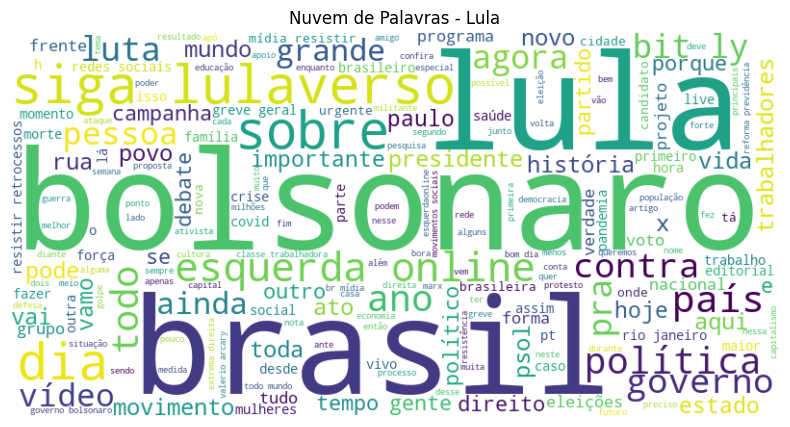 Nuvem de Palavras - Lula
frente luta mundo mídia resistir programa novo cidade bit ly
resultado apó apoio amigo confira deve
redes sociais grande agora porque
h isso educação enquanto especial brasileiro
siga lulaverso lula
momento greve geral urgente paulo saúde partido candidato live projeto
morte cada família segundo junto volta forte
campanha sobre eleição vão bem possível militante
pessoa importante presidente história primeiro vida
rua lá povo debate pesquisa hora trabalhadores
resistir retrocessos
bolsonaro
semana proposta nova crise milhões covid fim parte
guerra ponto lado melhor ativista
podem nesse rede alguns primeira democracia
movimentos sociais esquerdaonline
verdade pandemia x voto tá
população artigo fez
o se força diante
classe trabalhadora bom dia menos queremos nome
esquerda online contra trabalho
pode todo vamo ainda ano pra país e
sempre cultura além vem conta quer
editorial nacional
fazer outra grupo vai social outro ato brasileira assim onde hoje aqui
br mídia casa direita marx ter greve protesto
defesa dois meio alguma golpe apenas capital
economia então nota resistência
dia brasil política
situação pouco extrema direita valerio arcary
político psol forma pt rio janeiro maior
sendo medida toda desde ante vivo muita caso neste durante
vídeo tudo todo mundo processo desse governo
governo bolsonaro movimento mulheres tempo gente direito eleições preciso futuro estado
reforma previdência principais
capitalismo nessa